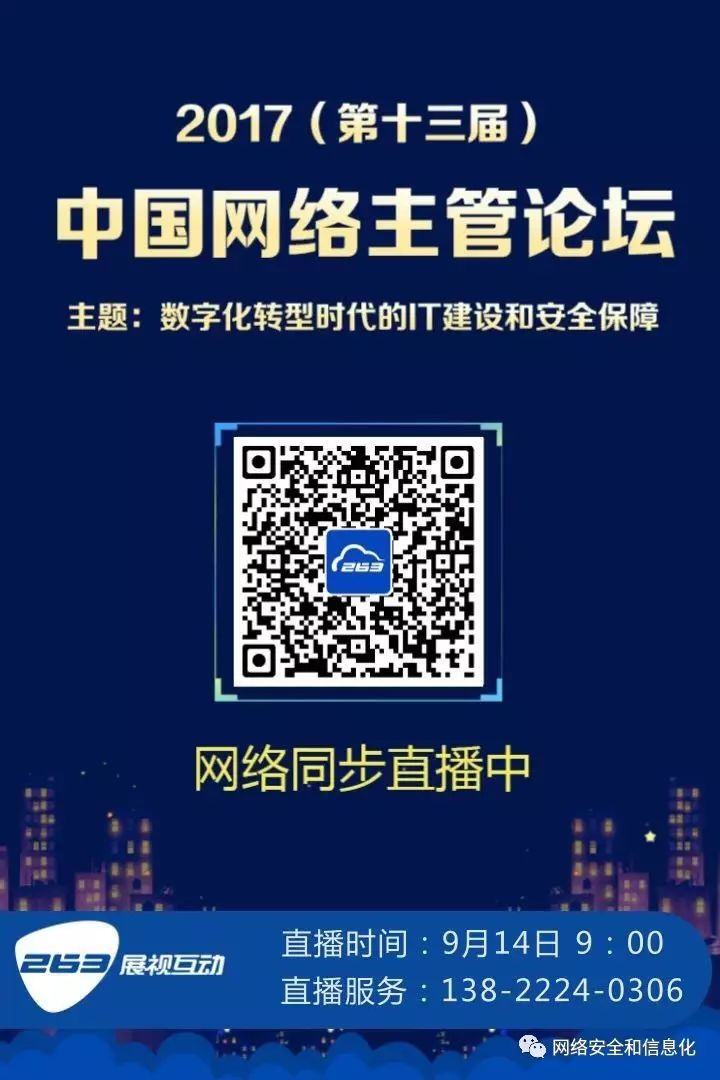 2017（第十三届）
中国网络主管论坛
主题：数字化转型时代的IT建设和安全保障
263
网络同步直播中
263 展视互动
直播时间：9月14日 9：00
直播服务：138-2224-0306
网络安全和信息化